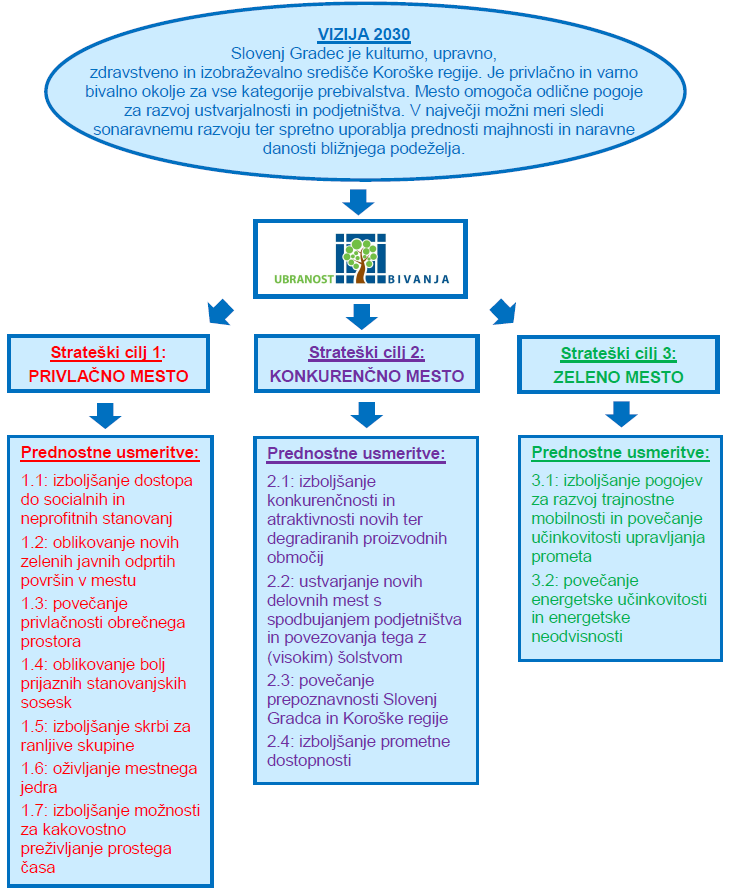 VIZIJA 2030
Slovenj Gradec je kulturno, upravno,
zdravstveno in izobraževalno središče Koroške regije. Je privlačno in varno
bivalno okolje za vse kategorije prebivalstva. Mesto omogoča odlične pogoje
za razvoj ustvarjalnosti in podjetništva. V največji možni meri sledi
sonaravnemu razvoju ter spretno uporablja prednosti majhnosti in naravne
danosti bližnjega podeželja.
UBRANOST BIVANJA
Strateški cilj 1:
PRIVLAČNO MESTO
Strateški cilj 2:
KONKURENČNO MESTO
Strateški cilj 3:
ZELENO MESTO
Prednostne usmeritve:
1.1: izboljšanje dostopa
do socialnih in
neprofitnih stanovanj
1.2: oblikovanje novih
zelenih javnih odprtih
površin v mestu
1.3: povečanje
privlačnosti obrečnega
prostora
1.4: oblikovanje bolj
prijaznih stanovanjskih
sosesk
1.5: izboljšanje skrbi za
ranljive skupine
1.6: oživljanje mestnega
jedra
1.7: izboljšanje možnosti
za kakovostno
preživljanje prostega
časa
Prednostne usmeritve:
2.1: izboljšanje
konkurenčnosti in
atraktivnosti novih ter
degradiranih proizvodnih
območij
2.2: ustvarjanje novih
delovnih mest s
spodbujanjem podjetništva
in povezovanja tega z
(visokim) šolstvom
2.3: povečanje
prepoznavnosti Slovenj
Gradca in Koroške regije
2.4: izboljšanje prometne
dostopnosti
Prednostne usmeritve:
3.1: izboljšanje pogojev
za razvoj trajnostne
mobilnosti in povečanje
učinkovitosti upravljanja
prometa
3.2: povečanje
energetske učinkovitosti
in energetske
neodvisnosti